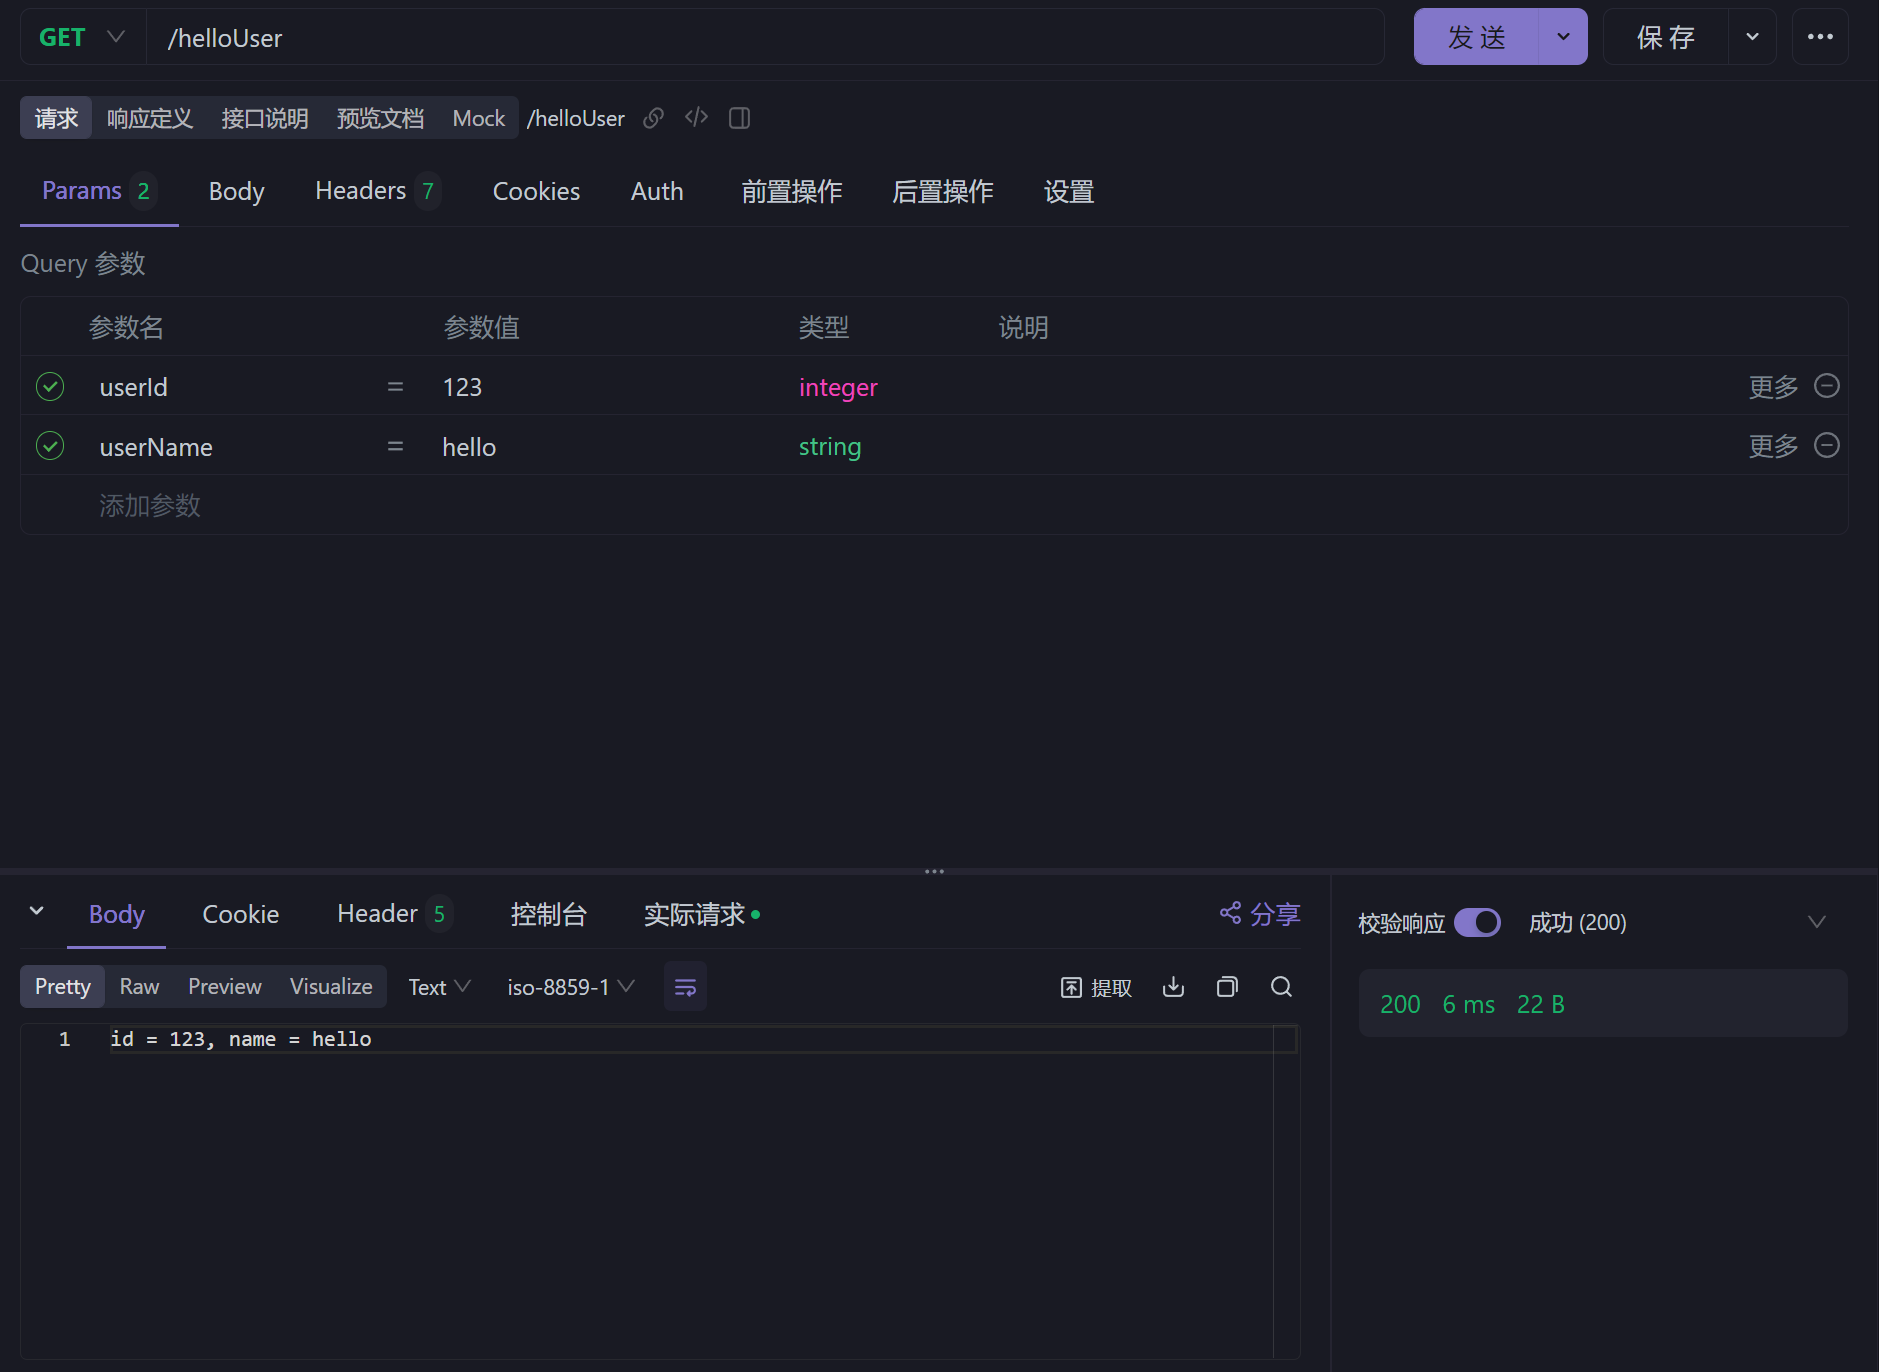 GET /helloUser 发 送 保 存
请求 响应定义 接口说明 预览文档 Mock /helloUser
Params 2 Body Headers 7 Cookies Auth 前置操作 后置操作 设置
Query 参数
参数名 参数值 类型 说明
userId = 123 integer 更多
userName = hello string 更多
添加参数
Body Cookie Header 5 控制台 实际请求 分享
校验响应 成功 (200)
Pretty Raw Preview Visualize Text iso-8859-1 提取
200 6 ms 22 B
1 id = 123, name = hello